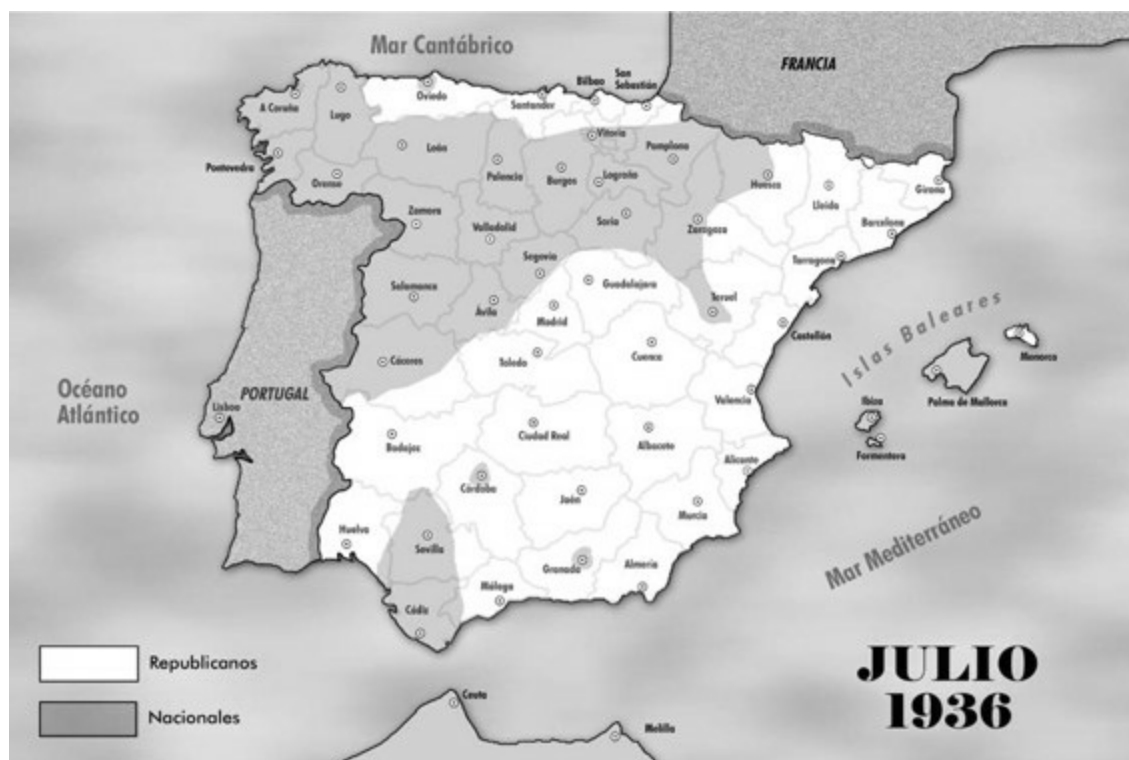 Mar Cantábrico
FRANCIA
Bilbao
San
Sebastián
Santander
Oviedo
A Coruña
Lugo
Vitoria
Pontevedra
León
Pamplona
Palencia
Burgos
Logroño
Huesca
Orense
Girona
Lleida
Zamora
Valladolid
Soria
Zaragoza
Barcelona
Segovia
Tarragona
Salamanca
Guadalajara
Ávila
Teruel
Madrid
Islas Baleares
Castellón
Menorca
Cáceres
Toledo
Cuenca
Océano
Atlántico
PORTUGAL
Lisboa
Valencia
Ibiza
Palma de Mallorca
Badajoz
Ciudad Real
Albacete
Formentera
Alicante
Córdoba
Jaén
Murcia
Huelva
Sevilla
Granada
Almería
Mar Mediterráneo
Málaga
Cádiz
Republicanos
JULIO
1936
Nacionales
Ceuta
Melilla